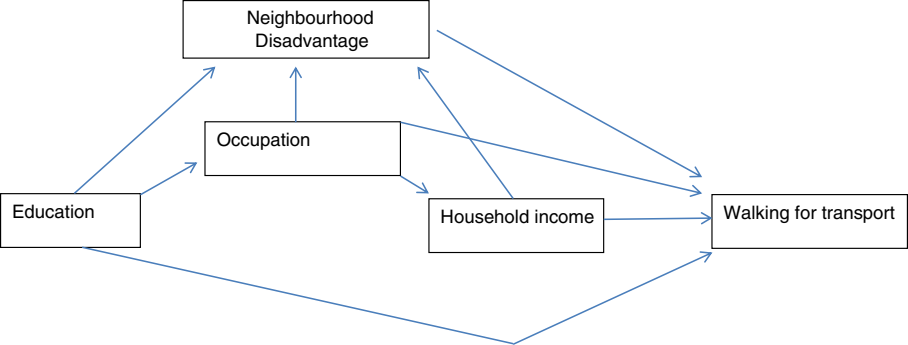 Neighbourhood
Disadvantage
Occupation
Education
Household income
Walking for transport